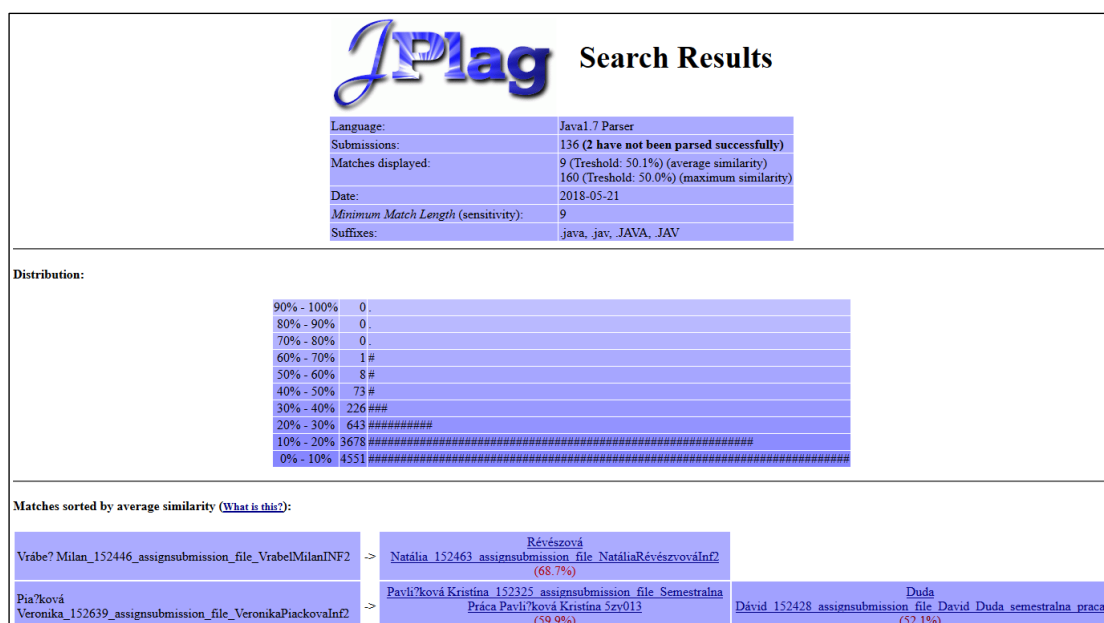 JPlag Search Results
Language: Java1.7 Parser
Submissions: 136 (2 have not been parsed successfully)
Matches displayed: 9 (Treshold: 50.1%) (average similarity)
160 (Treshold: 50.0%) (maximum similarity)
Date: 2018-05-21
Minimum Match Length (sensitivity): 9
Suffixes: .java, .jav, .JAVA, .JAV
Distribution:
90% - 100% 0 .
80% - 90% 0 .
70% - 80% 0 .
60% - 70% 1 #
50% - 60% 8 #
40% - 50% 73 #
30% - 40% 226 ###
20% - 30% 643 ##########
10% - 20% 3678 ############################################################
0% - 10% 4551 ###########################################################################
Matches sorted by average similarity (What is this?):
Vrábe? Milan_152446_assignsubmission_file_VrabelMilanINF2 -> Révészová
Natália_152463_assignsubmission_file_NatáliaRévészvováInf2
(68.7%)
Pia?ková
Veronika_152639_assignsubmission_file_VeronikaPiackovaInf2 -> Pavli?ková Kristína_152325_assignsubmission_file_Semestralna
Práca Pavli?ková Kristína 5zv013
(59.9%)
Duda
Dávid_152428_assignsubmission_file_David_Duda_semestralna_praca
(52.1%)